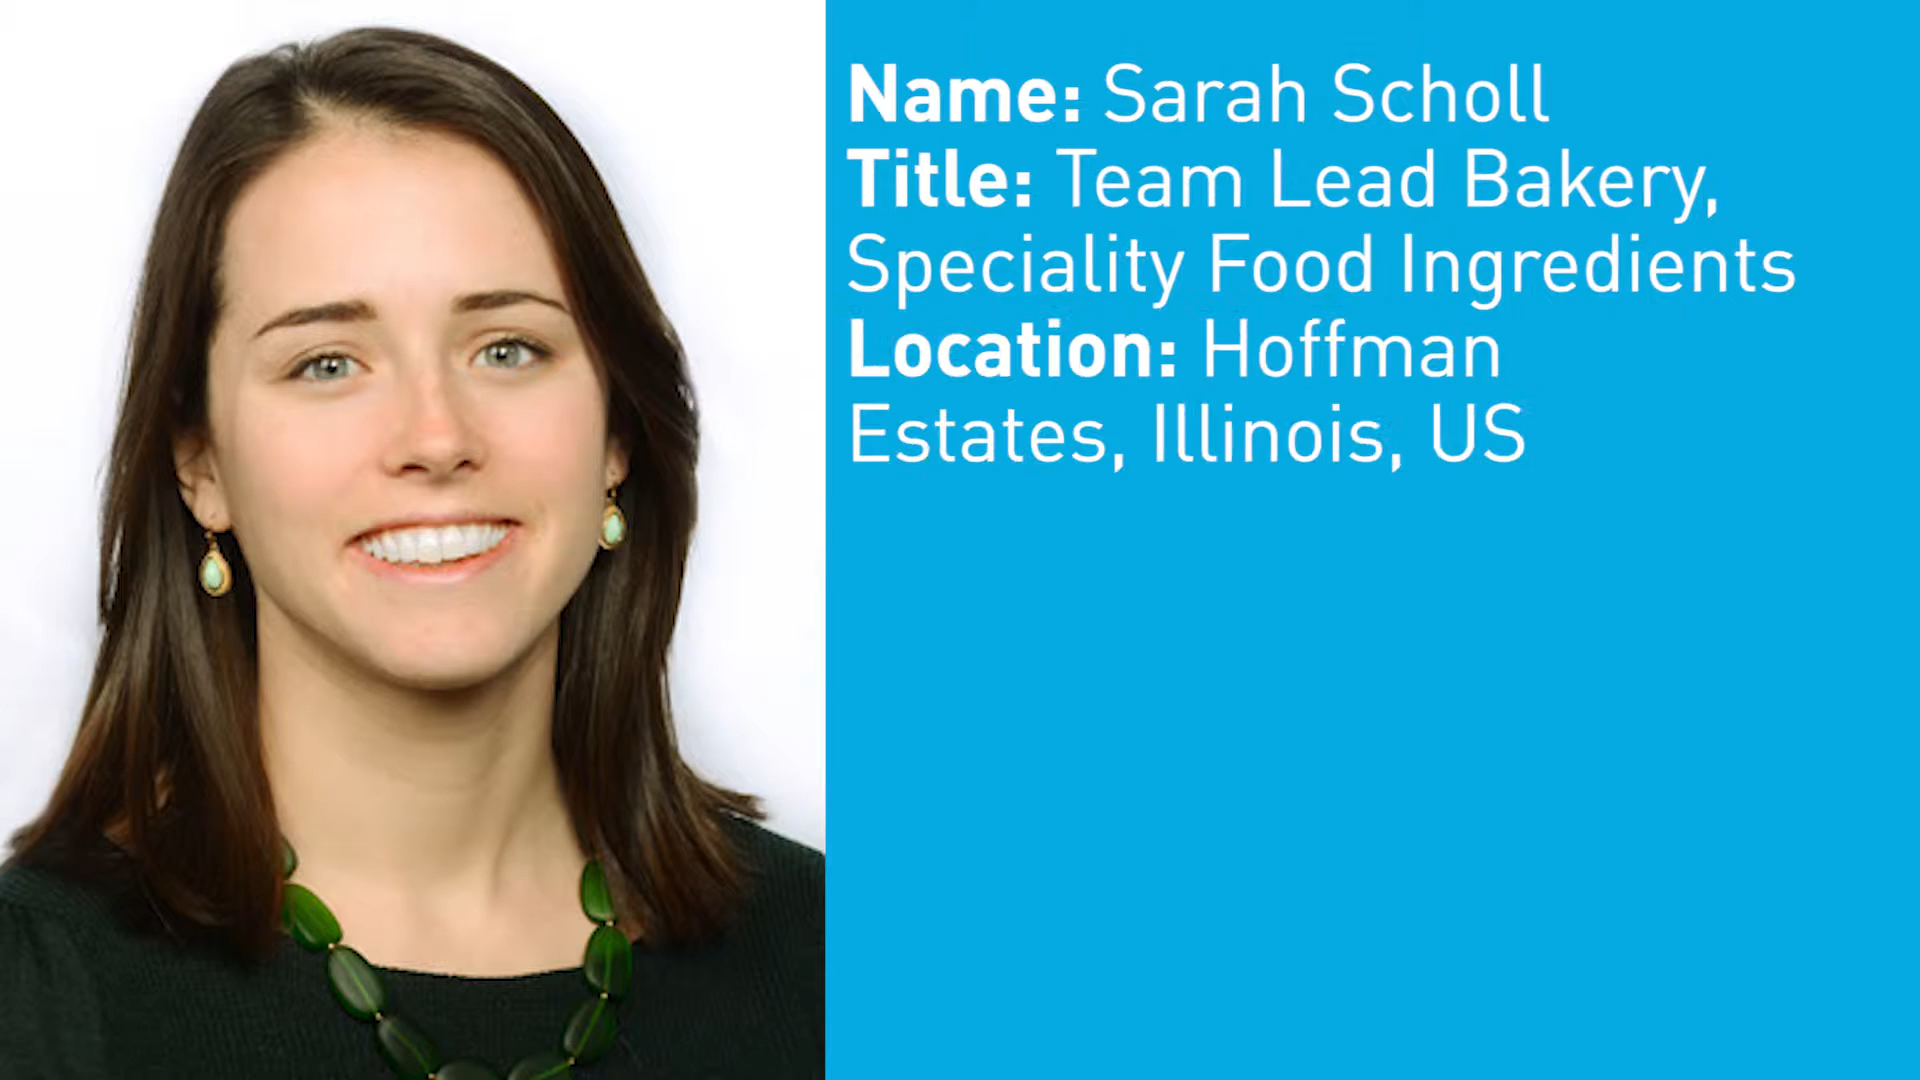 Name: Sarah Scholl
Title: Team Lead Bakery,
Speciality Food Ingredients
Location: Hoffman
Estates, Illinois, US